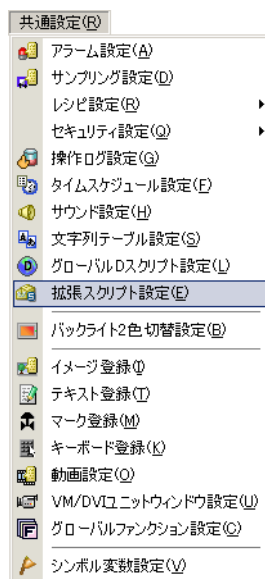 共通設定(R)
アラーム設定(A)
サンプリング設定(D)
レシピ設定(R)
セキュリティ設定(Q)
操作ログ設定(G)
タイムスケジュール設定(F)
サウンド設定(H)
文字列テーブル設定(S)
グローバルDスクリプト設定(L)
拡張スクリプト設定(E)
バックライト2色切替設定(B)
イメージ登録(I)
テキスト登録(T)
マーク登録(M)
キーボード登録(K)
動画設定(O)
VM/DVIユニットウィンドウ設定(U)
グローバルファンクション設定(C)
シンボル変数設定(V)